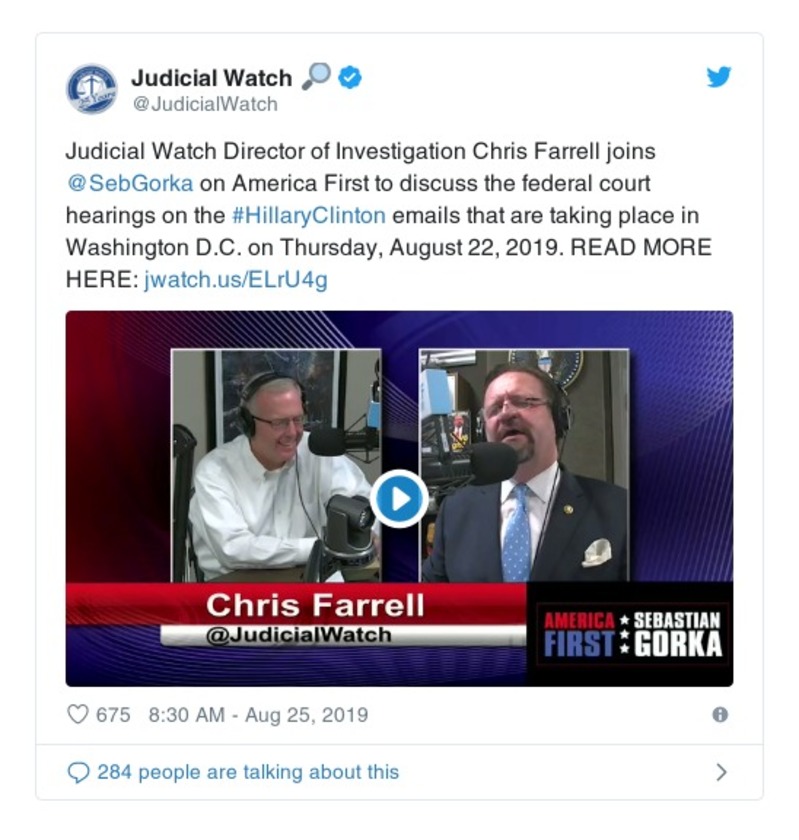 Judicial Watch 🔎
@JudicialWatch
Judicial Watch Director of Investigation Chris Farrell joins
@SebGorka on America First to discuss the federal court
hearings on the #HillaryClinton emails that are taking place in
Washington D.C. on Thursday, August 22, 2019. READ MORE
HERE: jwatch.us/ELrU4g
Chris Farrell
@JudicialWatch
AMERICA FIRST
SEBASTIAN GORKA
675 8:30 AM - Aug 25, 2019
284 people are talking about this